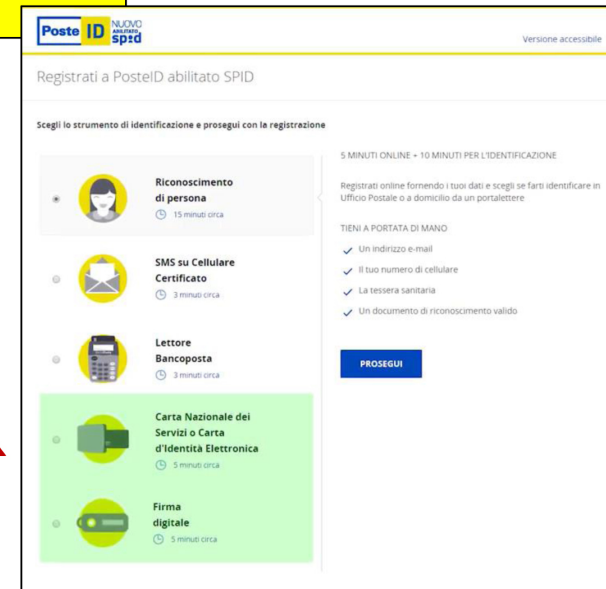 Poste ID NUOVO ABILITATO spid
Versione accessibile
Registrati a PosteID abilitato SPID
Scegli lo strumento di identificazione e prosegui con la registrazione
Riconoscimento
di persona
15 minuti circa
SMS su Cellulare
Certificato
3 minuti circa
Lettore
Bancoposta
3 minuti circa
Carta Nazionale dei
Servizi o Carta
d'Identità Elettronica
5 minuti circa
Firma
digitale
5 minuti circa
5 MINUTI ONLINE + 10 MINUTI PER L'IDENTIFICAZIONE
Registrati online fornendo i tuoi dati e scegli se farti identificare in
Ufficio Postale o a domicilio da un portalettere
TIENI A PORTATA DI MANO
Un indirizzo e-mail
Il tuo numero di cellulare
La tessera sanitaria
Un documento di riconoscimento valido
PROSEGUI